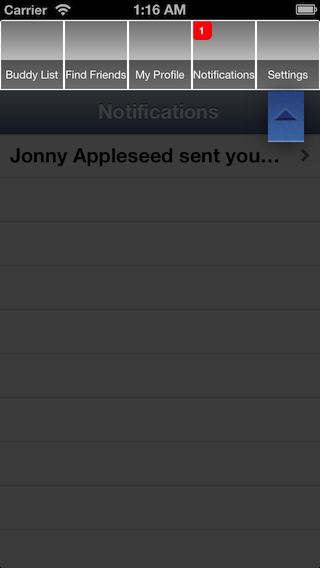 Carrier 1:16 AM
Buddy List Find Friends My Profile 1 Notifications Settings
Notifications
Jonny Appleseed sent you...